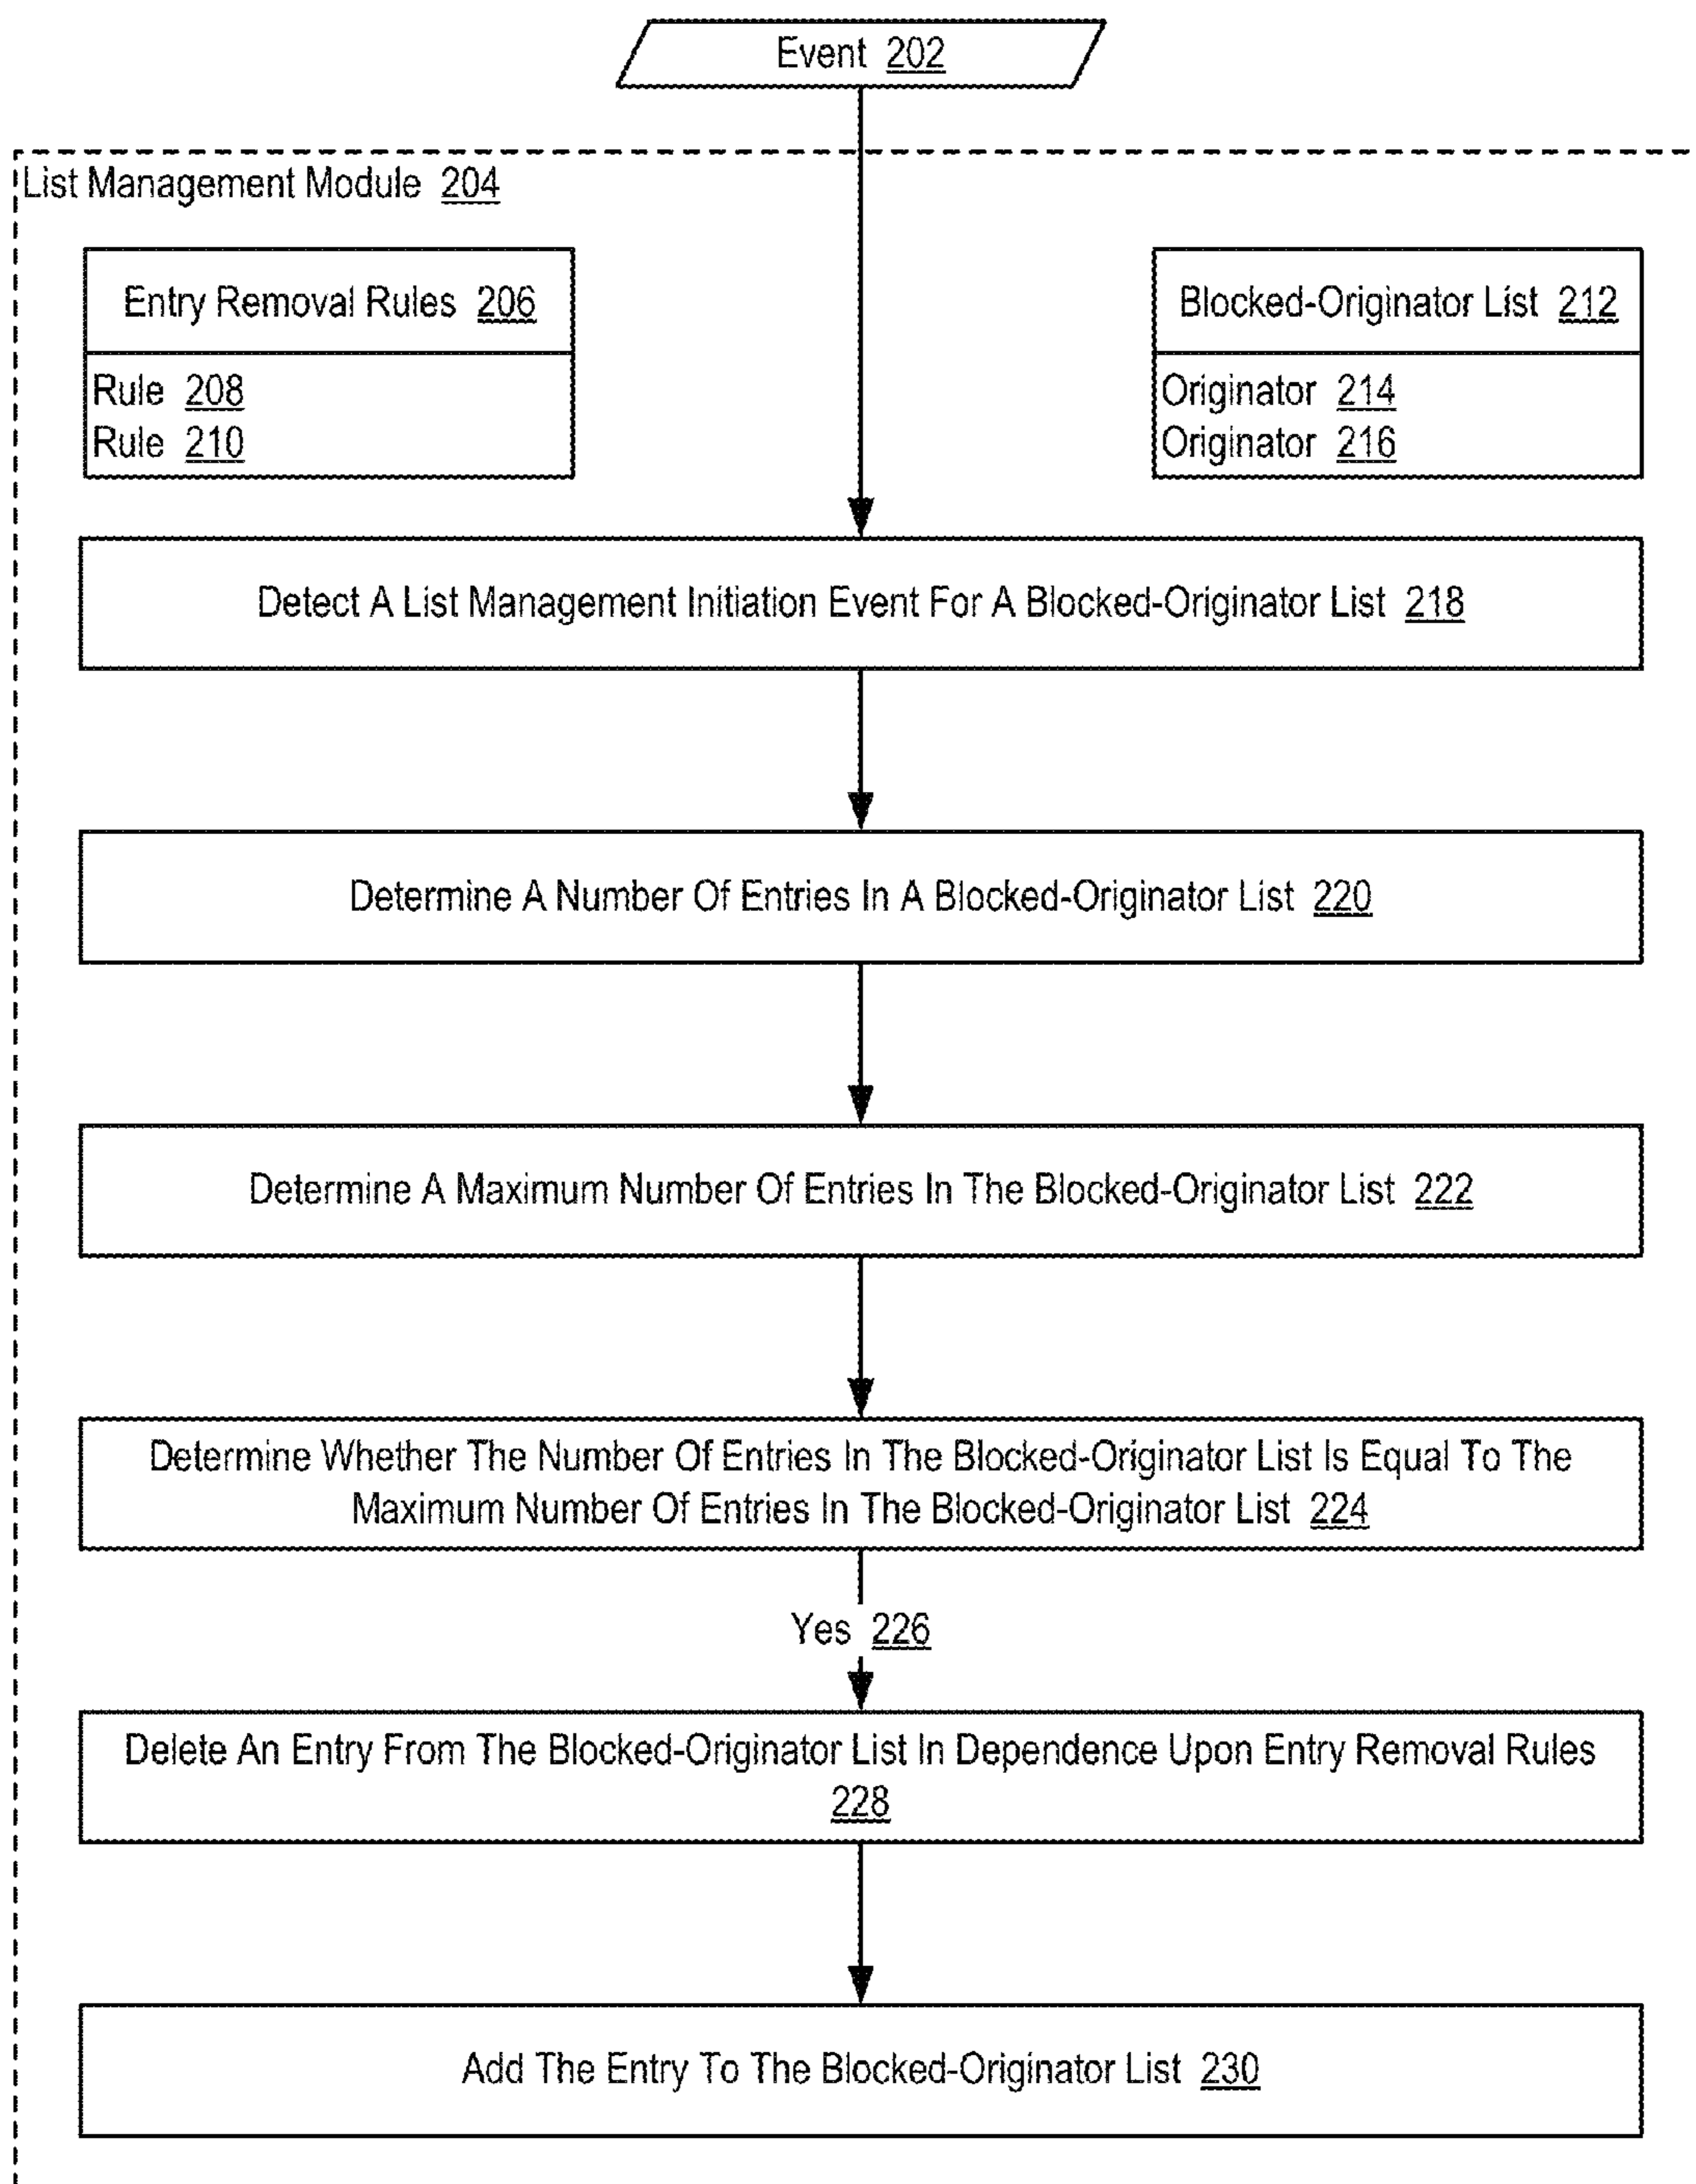 Event 202
List Management Module 204
Entry Removal Rules 206
Rule 208
Rule 210
Blocked-Originator List 212
Originator 214
Originator 216
Detect A List Management Initiation Event For A Blocked-Originator List 218
Determine A Number Of Entries In A Blocked-Originator List 220
Determine A Maximum Number Of Entries In The Blocked-Originator List 222
Determine Whether The Number Of Entries In The Blocked-Originator List Is Equal To The
Maximum Number Of Entries In The Blocked-Originator List 224
Yes 226
Delete An Entry From The Blocked-Originator List In Dependence Upon Entry Removal Rules
228
Add The Entry To The Blocked-Originator List 230